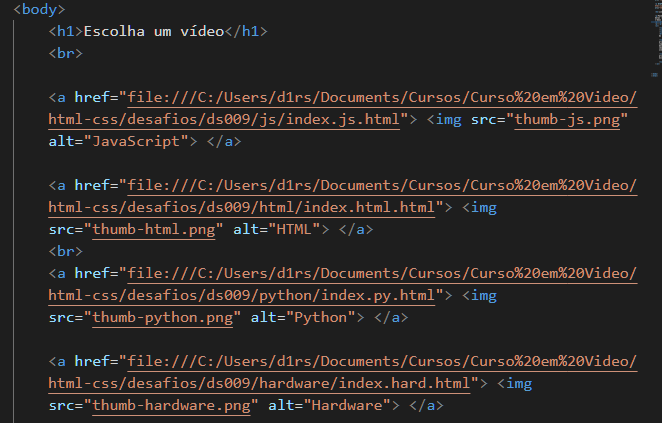 <body>
<h1>Escolha um vídeo</h1>
<br>
<a href="file:///C:/Users/d1rs/Documents/Cursos/Curso%20em%20Video/
html-css/desafios/ds009/js/index.js.html"> <img src="thumb-js.png"
alt="JavaScript"> </a>
<a href="file:///C:/Users/d1rs/Documents/Cursos/Curso%20em%20Video/
html-css/desafios/ds009/html/index.html.html"> <img
src="thumb-html.png" alt="HTML"> </a>
<br>
<a href="file:///C:/Users/d1rs/Documents/Cursos/Curso%20em%20Video/
html-css/desafios/ds009/python/index.py.html"> <img
src="thumb-python.png" alt="Python"> </a>
<a href="file:///C:/Users/d1rs/Documents/Cursos/Curso%20em%20Video/
html-css/desafios/ds009/hardware/index.hard.html"> <img
src="thumb-hardware.png" alt="Hardware"> </a>